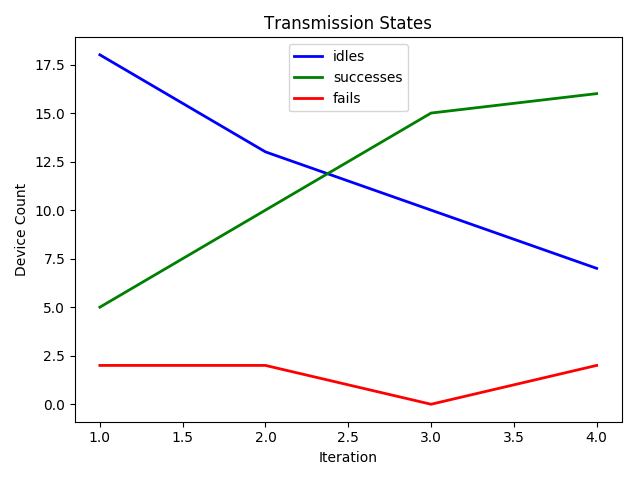 Transmission States
idles
successes
fails
Device Count
17.5
15.0
12.5
10.0
7.5
5.0
2.5
0.0
1.0 1.5 2.0 2.5 3.0 3.5 4.0
Iteration